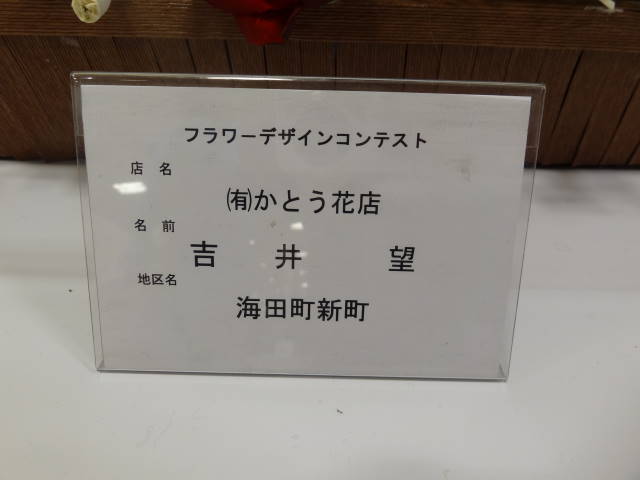 フラワーデザインコンテスト
店 名
㈲かとう花店
名 前
吉 井 望
地区名
海田町新町